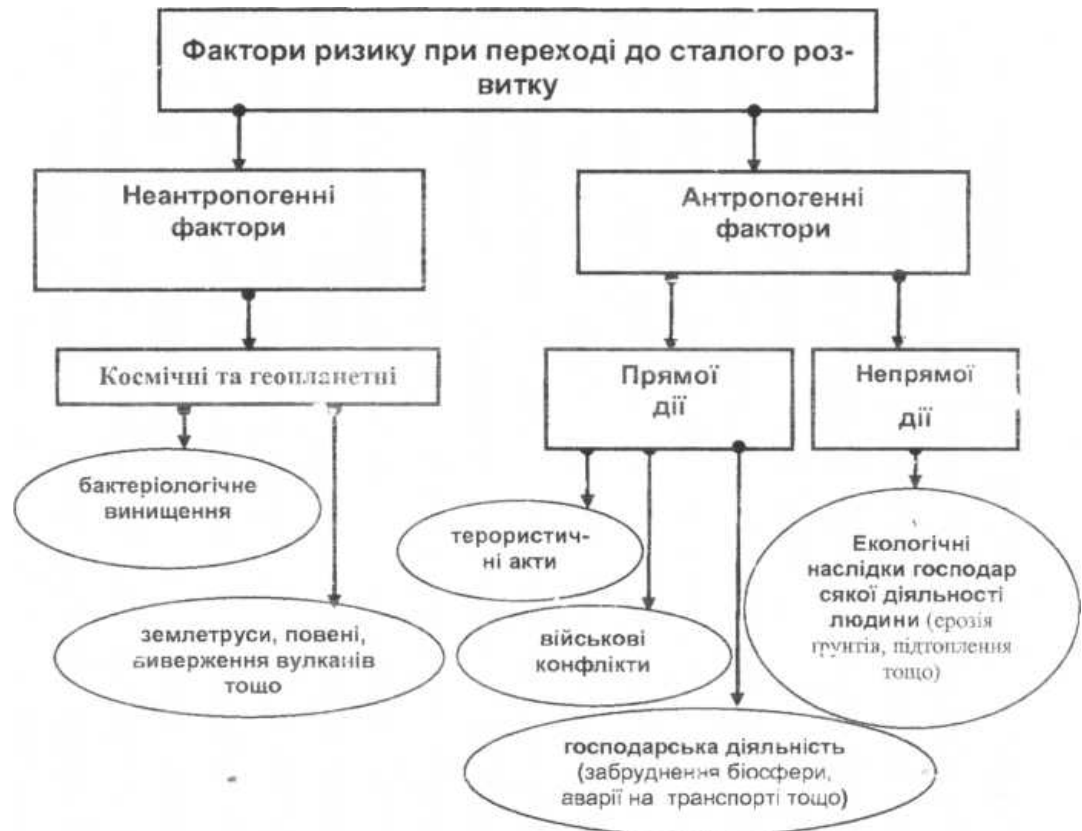 Фактори ризику при переході до сталого роз-
витку
Неантропогенні
фактори
Антропогенні
фактори
Космічні та геопланетні
Прямої
дії
Непрямої
дії
бактеріологічне
винищення
землетруси, повені,
виверження вулканів
тощо
терористич-
ні акти
військові
конфлікти
господарська діяльність
(забруднення біосфери,
аварії на транспорті тощо)
Екологічні
наслідки господар
сякої діяльності
людини (ерозія
ґрунтів, підтоплення
тощо)